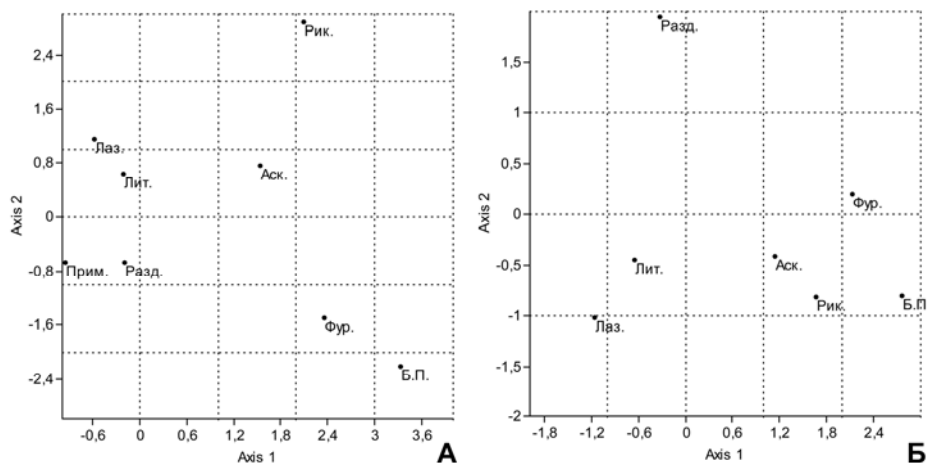 Рик.
2,4
1,6
Лаз.
0,8
Лит.
Аск.
Axis 2
0
Прим.
Разд.
-0,8
Фур.
-1,6
Б.П.
-2,4
-0,6 0 0,6 1,2 1,8 2,4 3 3,6
Axis 1
А
Разд.
1,5
1
0,5
Фур.
Axis 2
0
Лит.
Аск.
-0,5
Рик.
Б.П
Лаз.
-1
-1,5
-2
-1,8 -1,2 -0,6 0 0,6 1,2 1,8 2,4
Axis 1
Б